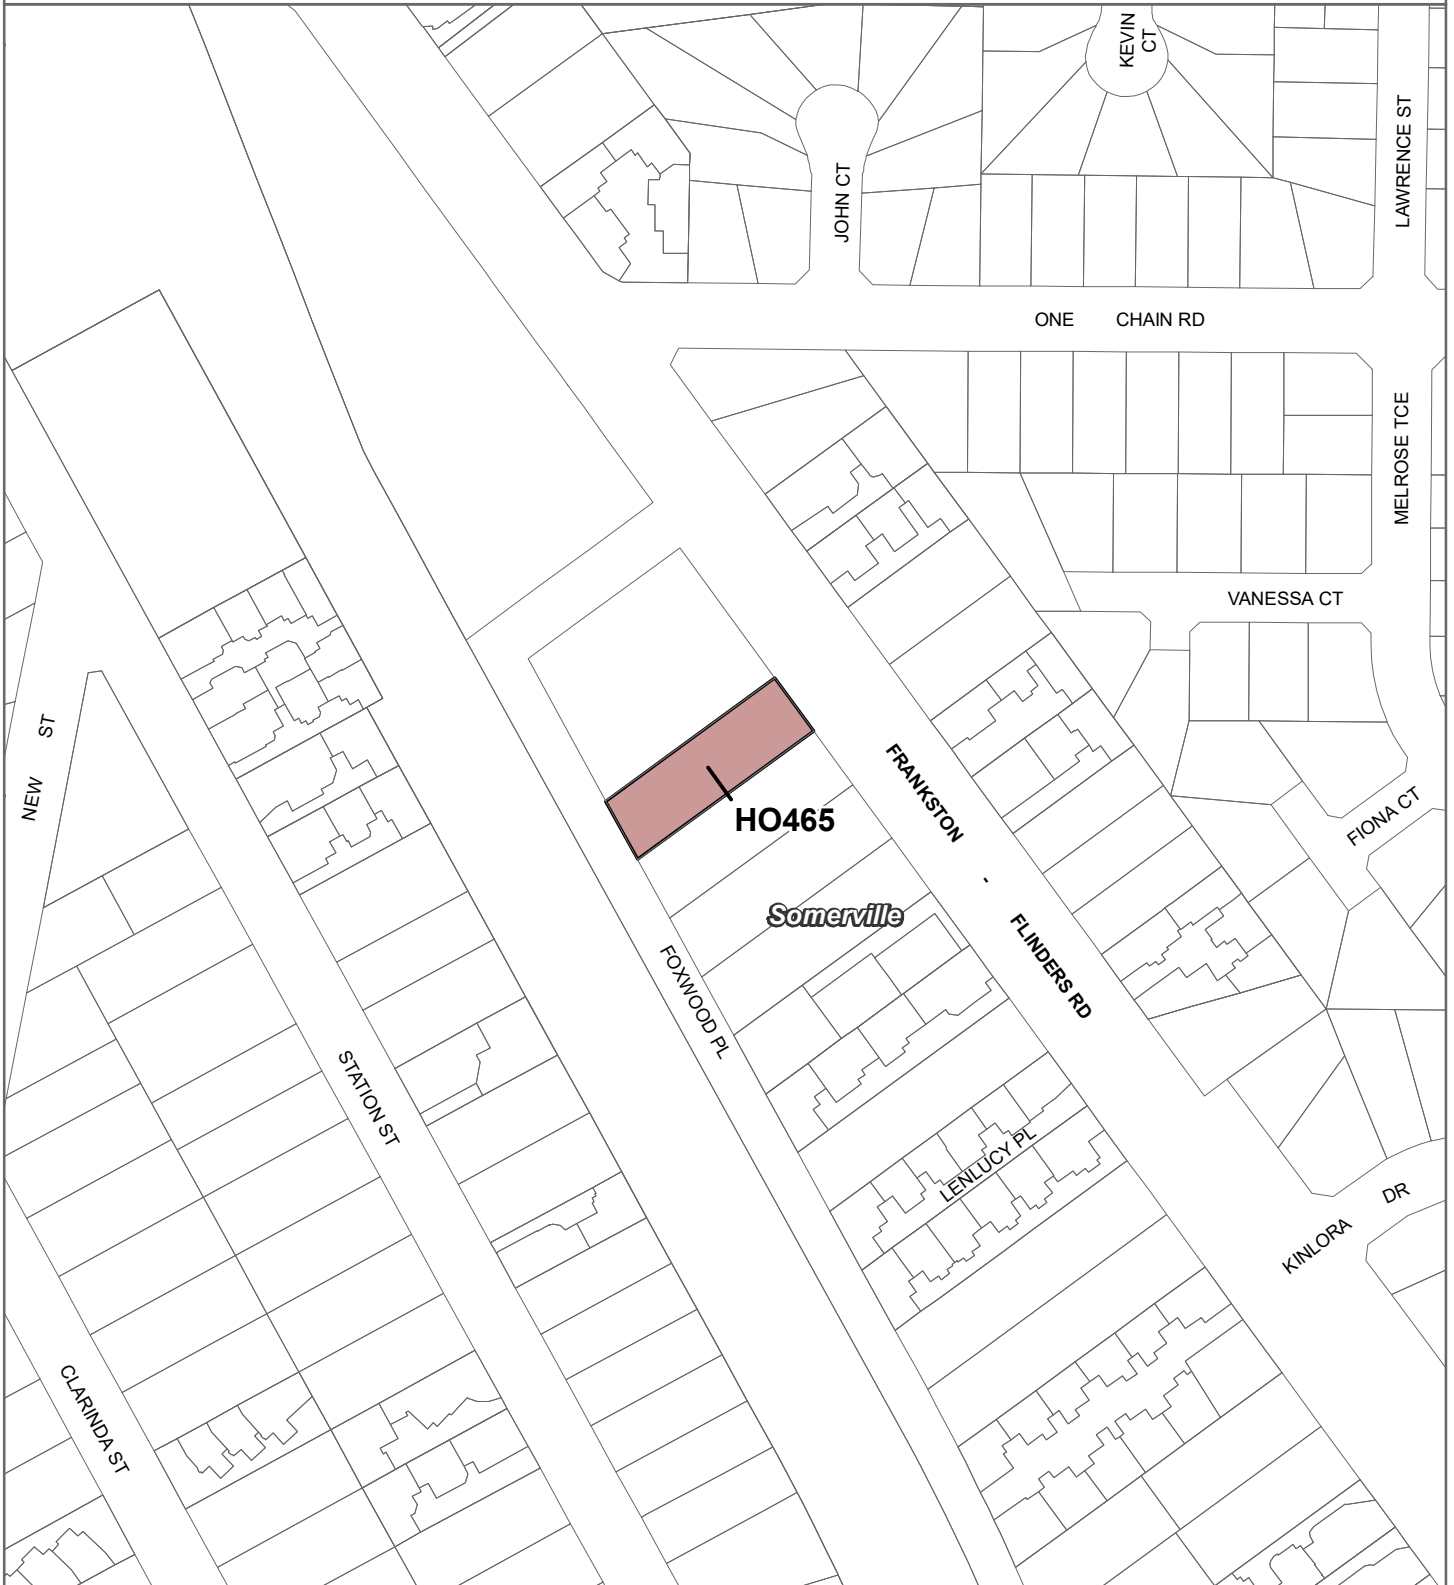 KEVIN
CT
LAWRENCE ST
JOHN CT
ONE CHAIN RD
MELROSE TCE
VANESSA CT
NEW ST
FRANKSTON
-
FLINDERS RD
FIONA CT
HO465
Somerville
FOXWOOD PL
STATION ST
LENLUCY PL
KINLORA DR
CLARINDA ST